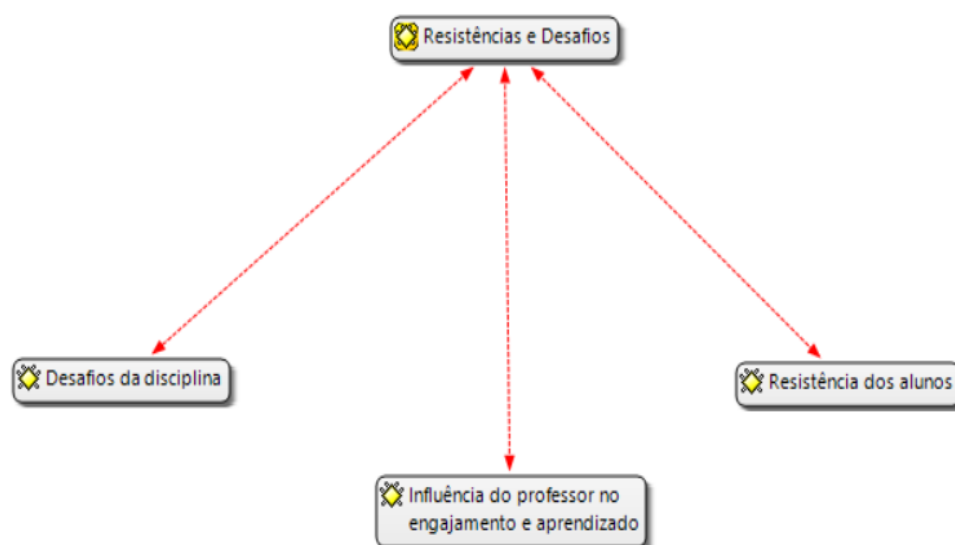 Resistências e Desafios
Desafios da disciplina
Resistência dos alunos
Influência do professor no
engajamento e aprendizado